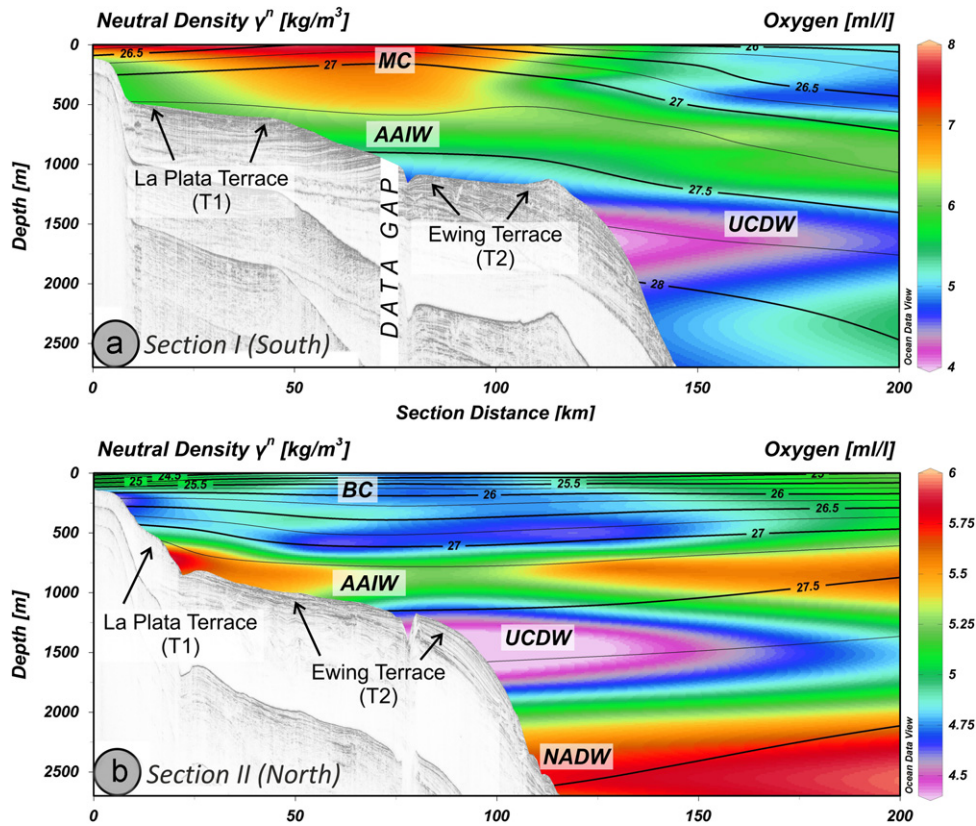 Neutral Density γⁿ [kg/m³]
Oxygen [ml/l]
0
500
1000
1500
2000
2500
Depth [m]
26.5
27
MC
26
26.5
27
AAIW
27.5
La Plata Terrace
(T1)
DATA GAP
Ewing Terrace
(T2)
UCDW
28
a
Section I (South)
Ocean Data View
8
7
6
5
4
0
50
100
150
200
Section Distance [km]
Neutral Density γⁿ [kg/m³]
Oxygen [ml/l]
0
500
1000
1500
2000
2500
Depth [m]
24.5
25
25.5
BC
25
25.5
26
26
26.5
27
27
AAIW
27.5
La Plata Terrace
(T1)
UCDW
Ewing Terrace
(T2)
NADW
b
Section II (North)
Ocean Data View
6
5.75
5.5
5.25
5
4.75
4.5
0
50
100
150
200